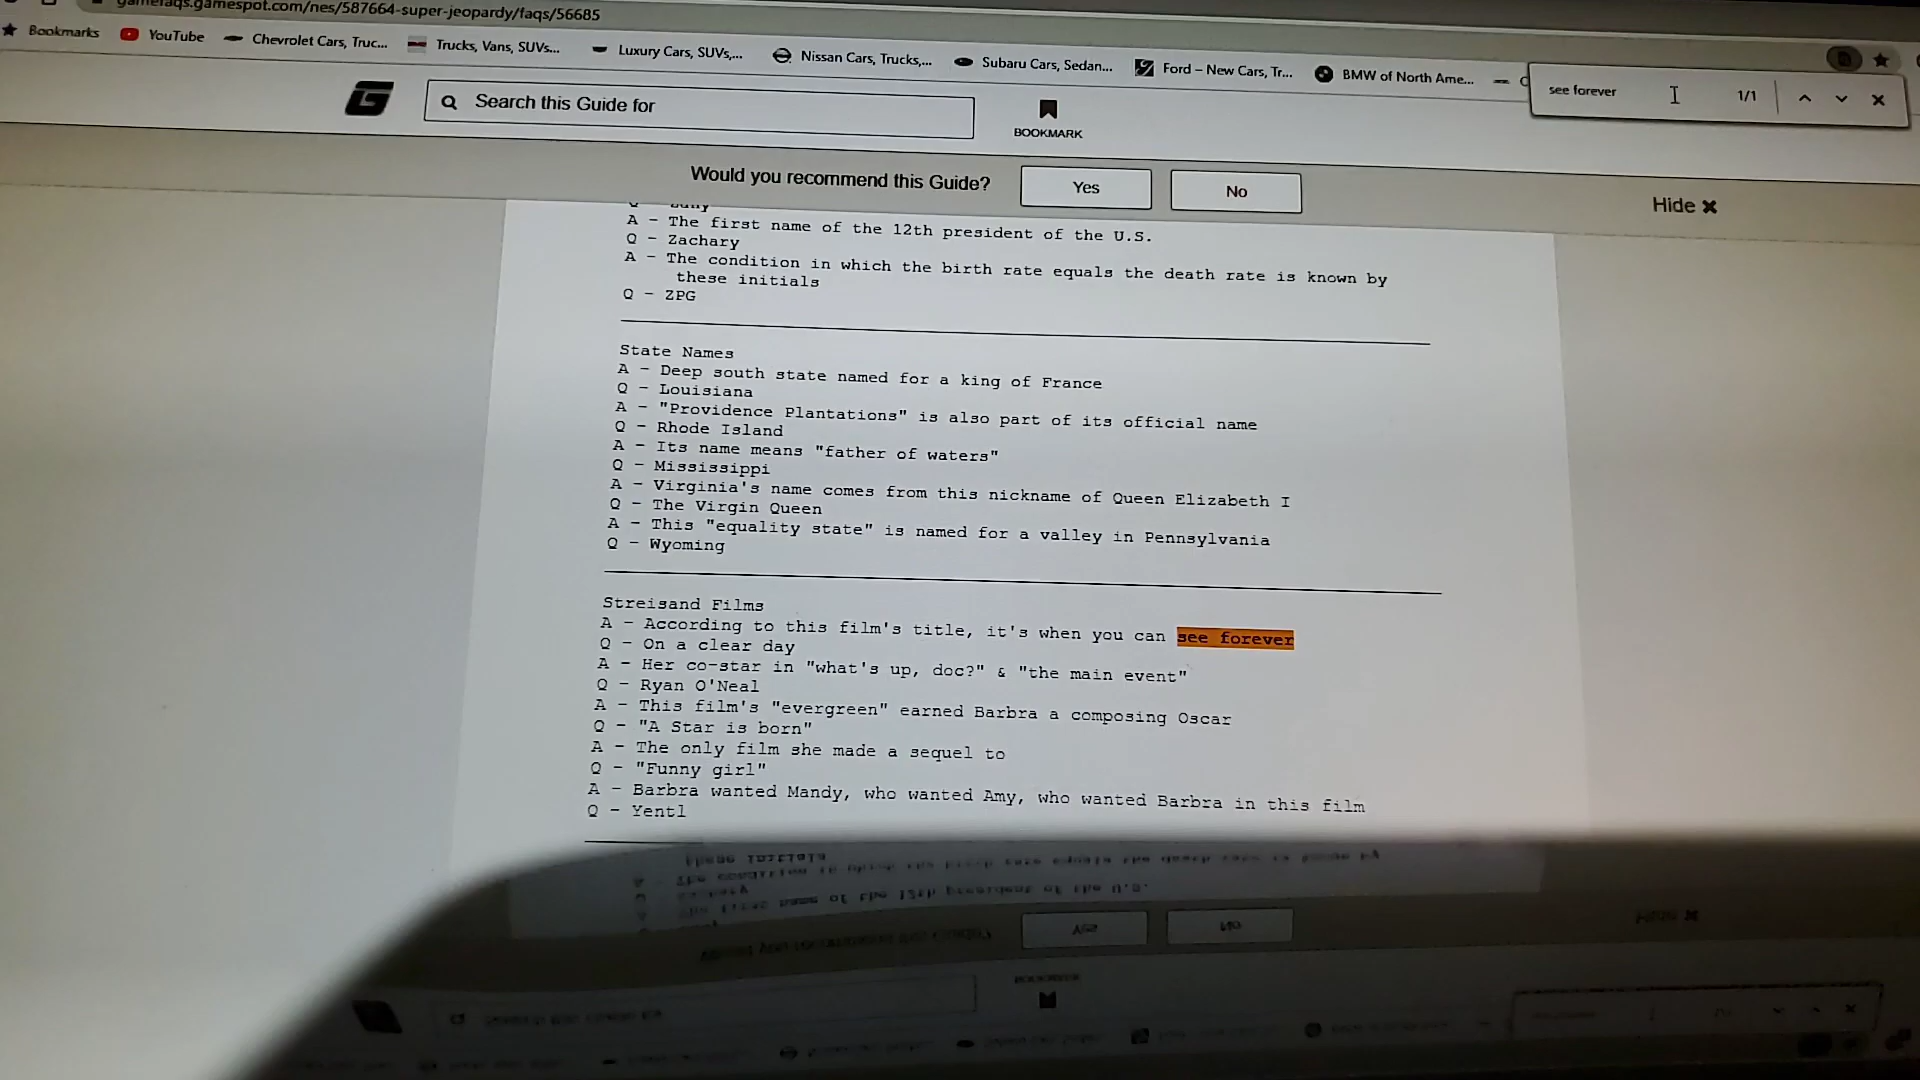 gamefaqs.gamespot.com/nes/587664-super-jeopardy/faqs/56685
Bookmarks YouTube Chevrolet Cars, Truc... Trucks, Vans, SUVs... Luxury Cars, SUVs,... Nissan Cars, Trucks,... Subaru Cars, Sedan... Ford – New Cars, Tr... BMW of North Ame...
see forever 1/1
Search this Guide for
BOOKMARK
Would you recommend this Guide? Yes No
Hide ✖
A - The first name of the 12th president of the U.S.
Q - Zachary
A - The condition in which the birth rate equals the death rate is known by
these initials
Q - ZPG
State Names
A - Deep south state named for a king of France
Q - Louisiana
A - "Providence Plantations" is also part of its official name
Q - Rhode Island
A - Its name means "father of waters"
Q - Mississippi
A - Virginia's name comes from this nickname of Queen Elizabeth I
Q - The Virgin Queen
A - This "equality state" is named for a valley in Pennsylvania
Q - Wyoming
Streisand Films
A - According to this film's title, it's when you can see forever
Q - On a clear day
A - Her co-star in "what's up, doc?" & "the main event"
Q - Ryan O'Neal
A - This film's "evergreen" earned Barbra a composing Oscar
Q - "A Star is born"
A - The only film she made a sequel to
Q - "Funny girl"
A - Barbra wanted Mandy, who wanted Amy, who wanted Barbra in this film
Q - Yentl